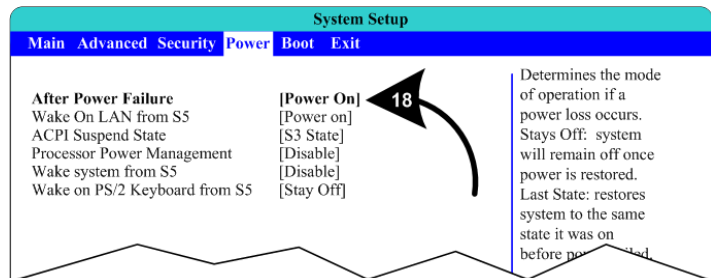 System Setup
Main Advanced Security Power Boot Exit
After Power Failure [Power On]
Wake On LAN from S5 [Power on]
ACPI Suspend State [S3 State]
Processor Power Management [Disable]
Wake system from S5 [Disable]
Wake on PS/2 Keyboard from S5 [Stay Off]
18
Determines the mode
of operation if a
power loss occurs.
Stays Off: system
will remain off once
power is restored.
Last State: restores
system to the same
state it was on
before